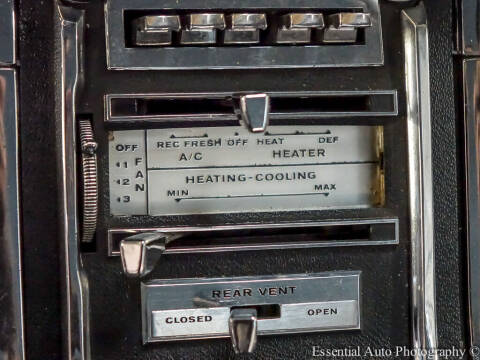 OFF REC FRESH OFF HEAT DEF
1 A/C HEATER
2 FAN HEATING-COOLING
3 MIN MAX
REAR VENT
CLOSED OPEN
Essential Auto Photography ©